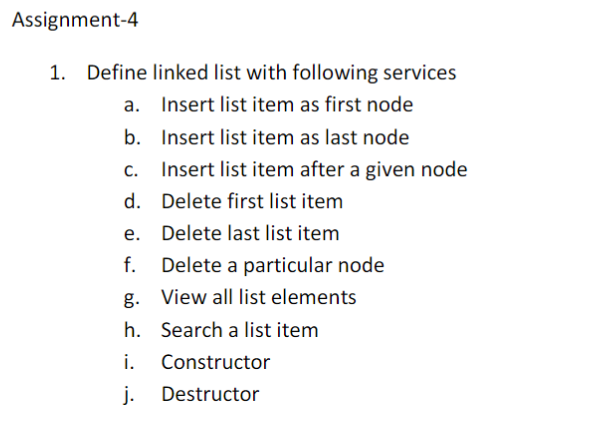 Assignment-4
1. Define linked list with following services
a. Insert list item as first node
b. Insert list item as last node
c. Insert list item after a given node
d. Delete first list item
e. Delete last list item
f. Delete a particular node
g. View all list elements
h. Search a list item
i. Constructor
j. Destructor